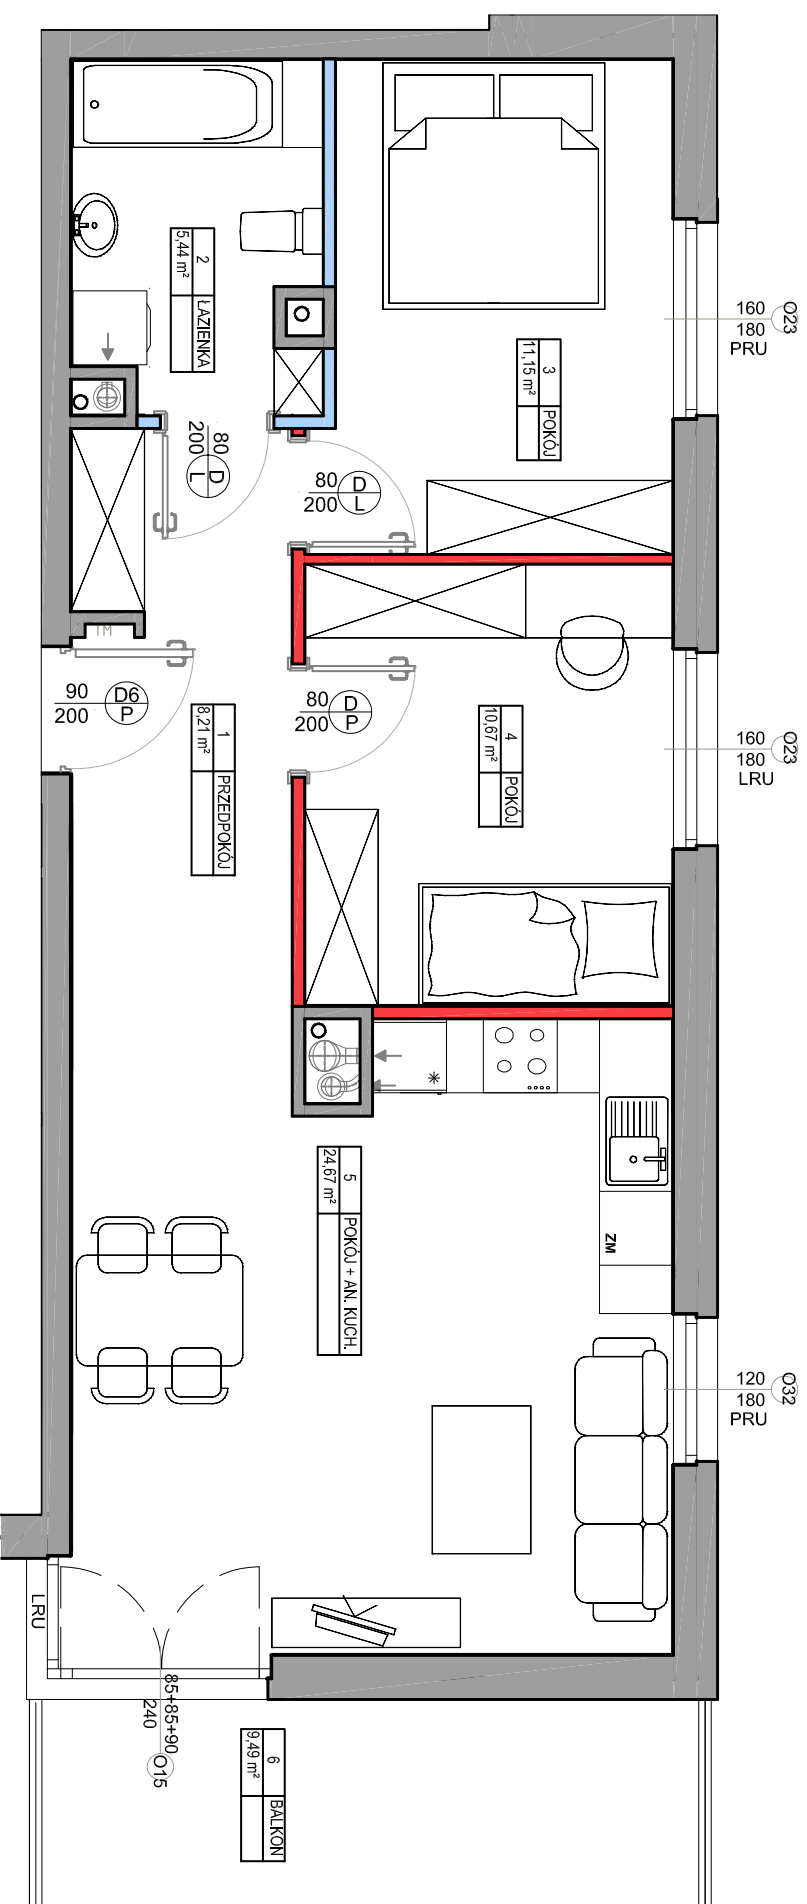 160
180
PRU
O23
2
5,44 m²
ŁAZIENKA
3
11,15 m²
POKÓJ
80
200
D
L
80
200
D
L
TM
90
200
D6
P
80
200
D
P
1
8,21 m²
PRZEDPOKÓJ
4
10,67 m²
POKÓJ
160
180
LRU
O23
5
24,67 m²
POKÓJ + AN. KUCH.
ZM
120
180
PRU
O32
LRU
85+85+90
240
O15
6
9,49 m²
BALKON